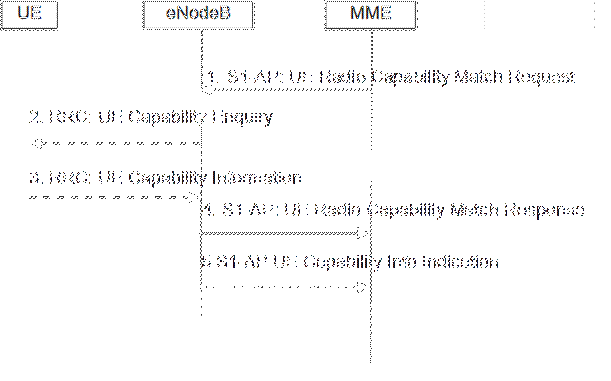 UE
eNodeB
MME
1. S1-AP: UE Radio Capability Match Request
2. RRC: UE Capability Enquiry
3. RRC: UE Capability Information
4. S1-AP: UE Radio Capability Match Response
5.S1-AP UE Capability Info Indication